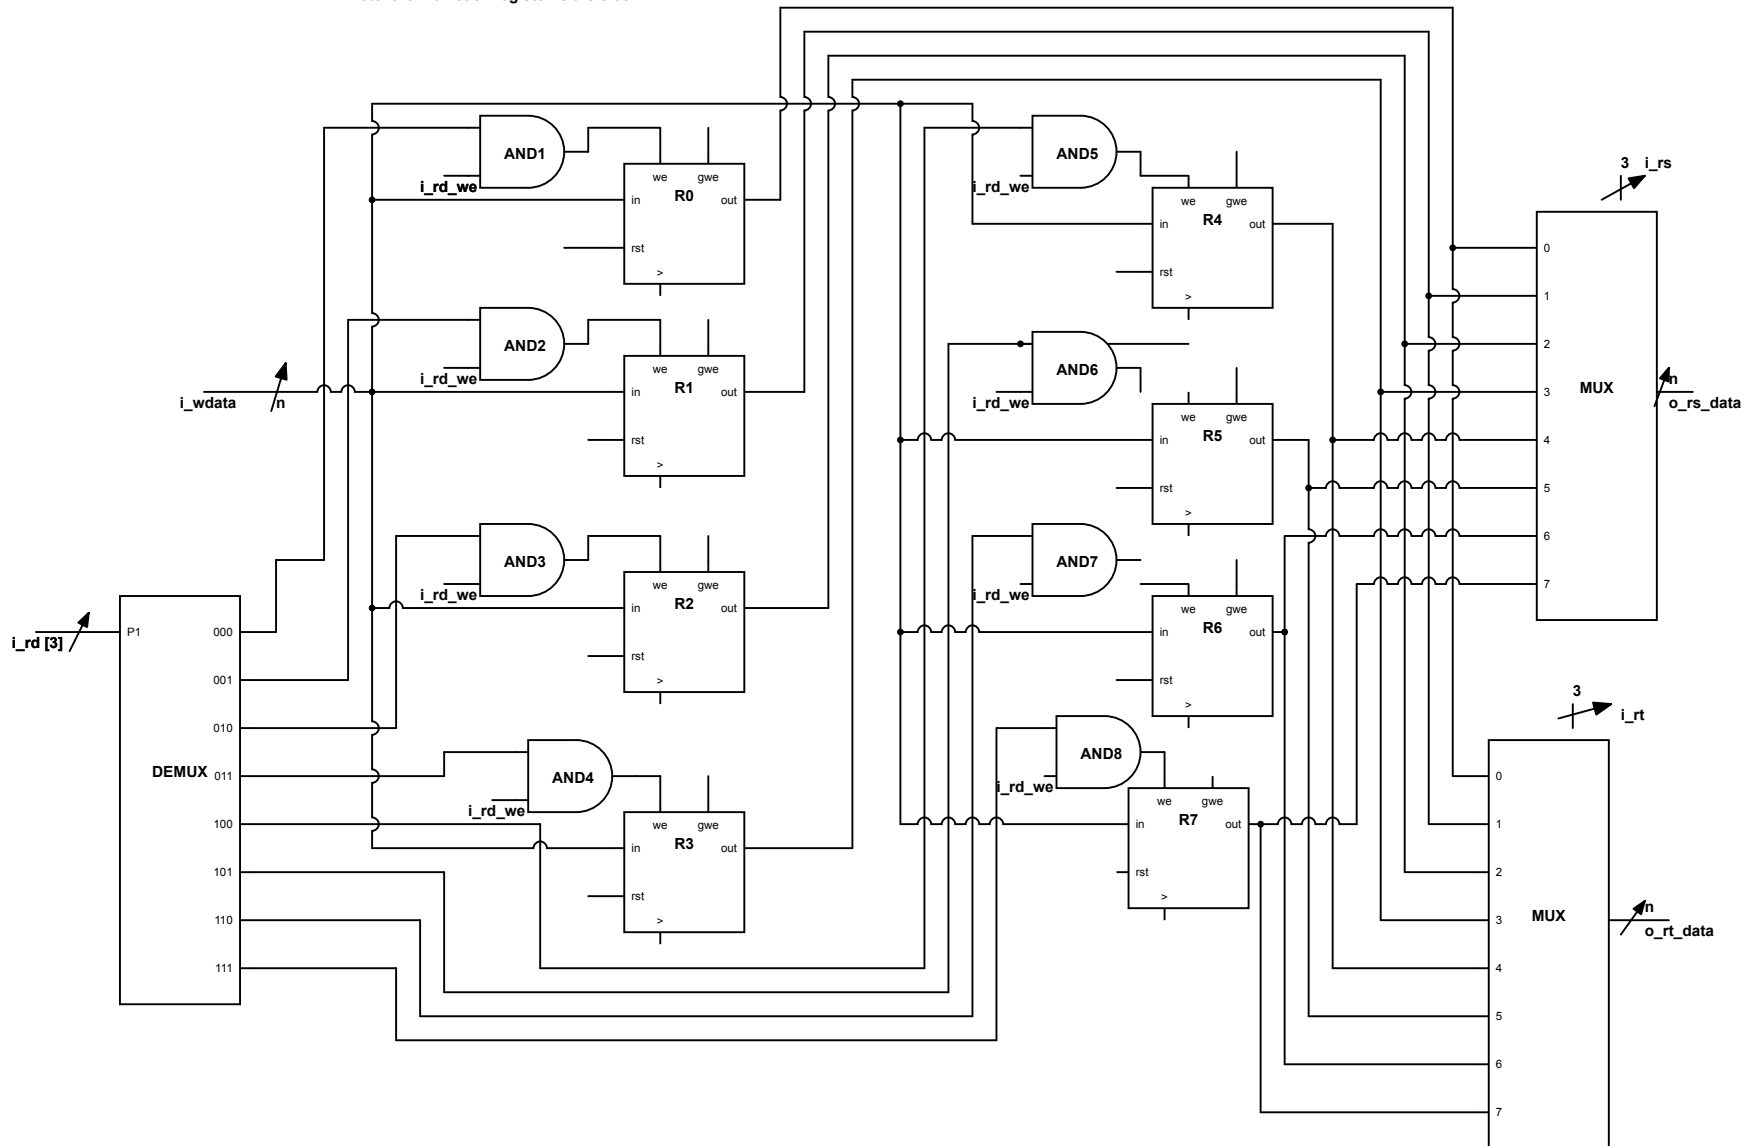 AND1
i_rd_we
we gwe
R0
in out
rst
>
AND2
i_rd_we
we gwe
R1
in out
rst
>
i_wdata n
AND3
i_rd_we
we gwe
R2
in out
rst
>
AND4
i_rd_we
we gwe
R3
in out
rst
>
i_rd [3]
P1
DEMUX
000
001
010
011
100
101
110
111
AND5
i_rd_we
we gwe
R4
in out
rst
>
AND6
i_rd_we
we gwe
R5
in out
rst
>
AND7
i_rd_we
we gwe
R6
in out
rst
>
AND8
i_rd_we
we gwe
R7
in out
rst
>
3 i_rs
0
1
2
3
4
5
6
7
MUX
n
o_rs_data
3
i_rt
0
1
2
3
4
5
6
7
MUX
n
o_rt_data